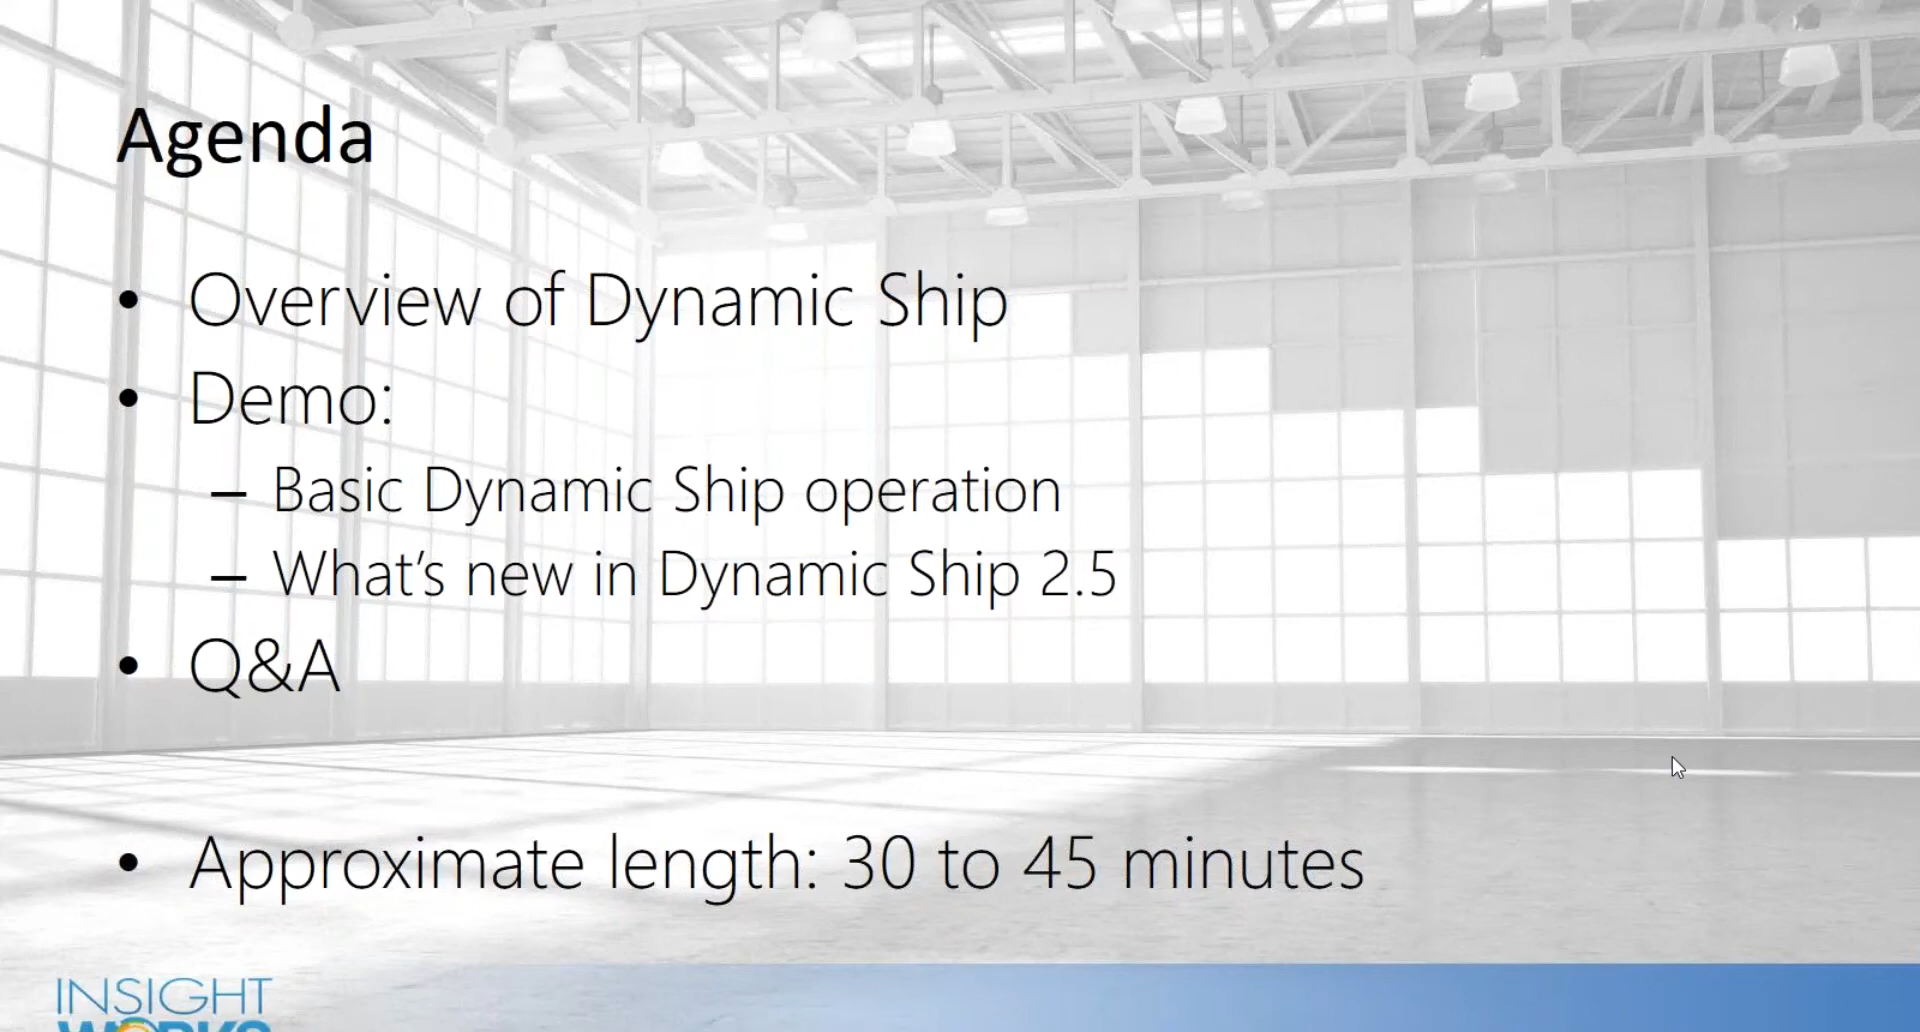 Agenda
• Overview of Dynamic Ship
• Demo:
– Basic Dynamic Ship operation
– What’s new in Dynamic Ship 2.5
• Q&A
• Approximate length: 30 to 45 minutes
INSIGHT
WORKS